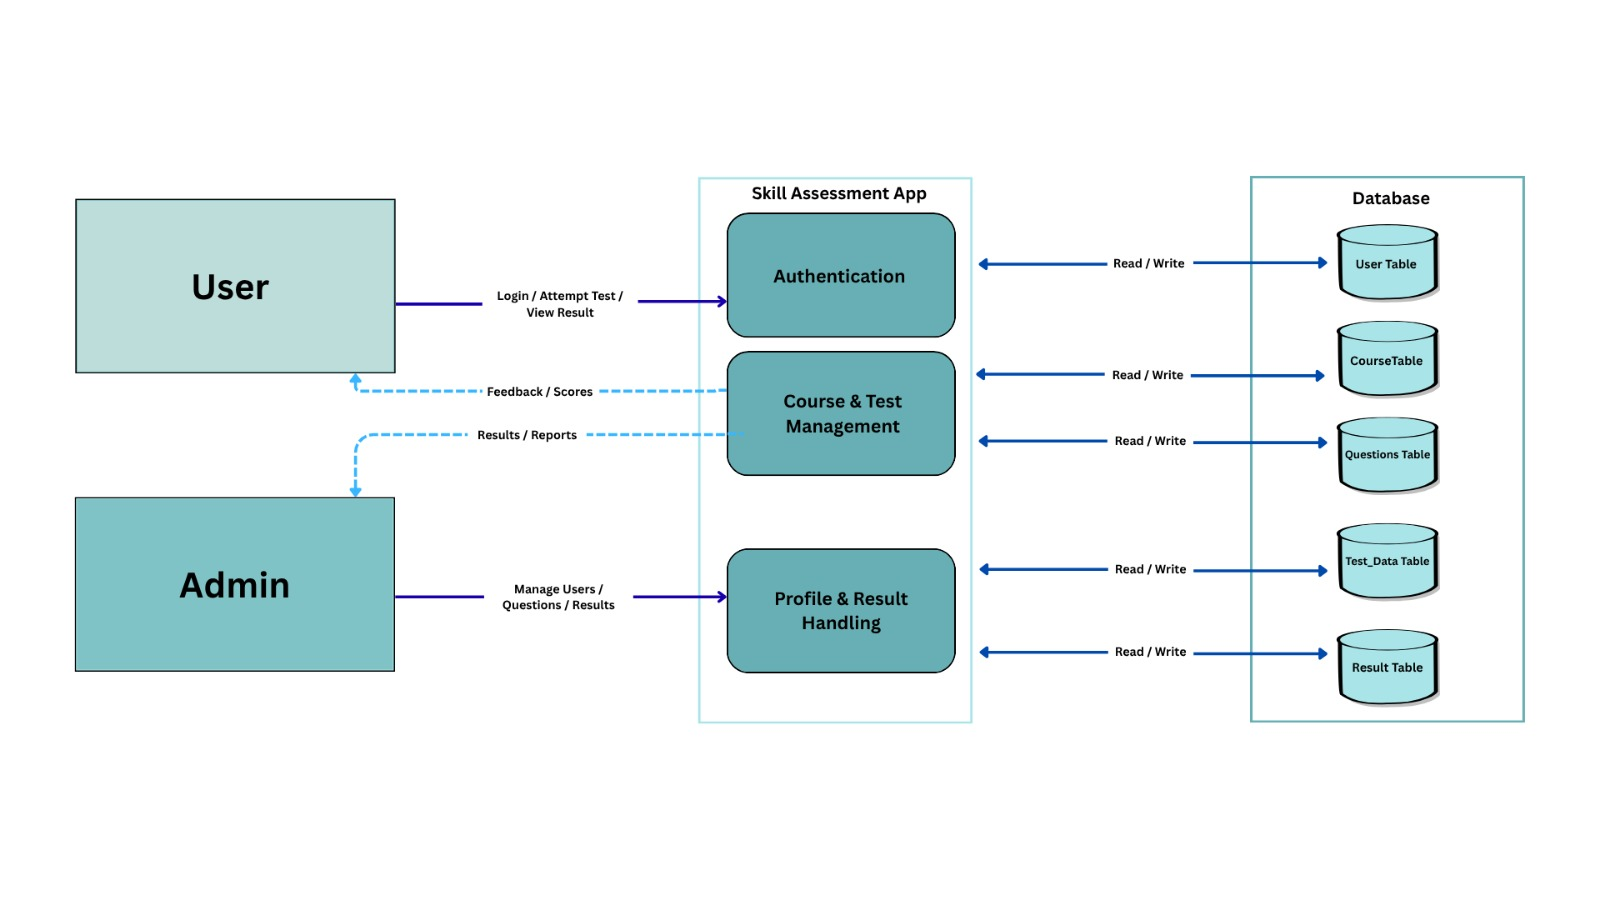 User
Login / Attempt Test /
View Result
Feedback / Scores
Results / Reports
Admin
Manage Users /
Questions / Results
Skill Assessment App
Authentication
Course & Test
Management
Profile & Result
Handling
Read / Write
Read / Write
Read / Write
Read / Write
Read / Write
Database
User Table
CourseTable
Questions Table
Test_Data Table
Result Table